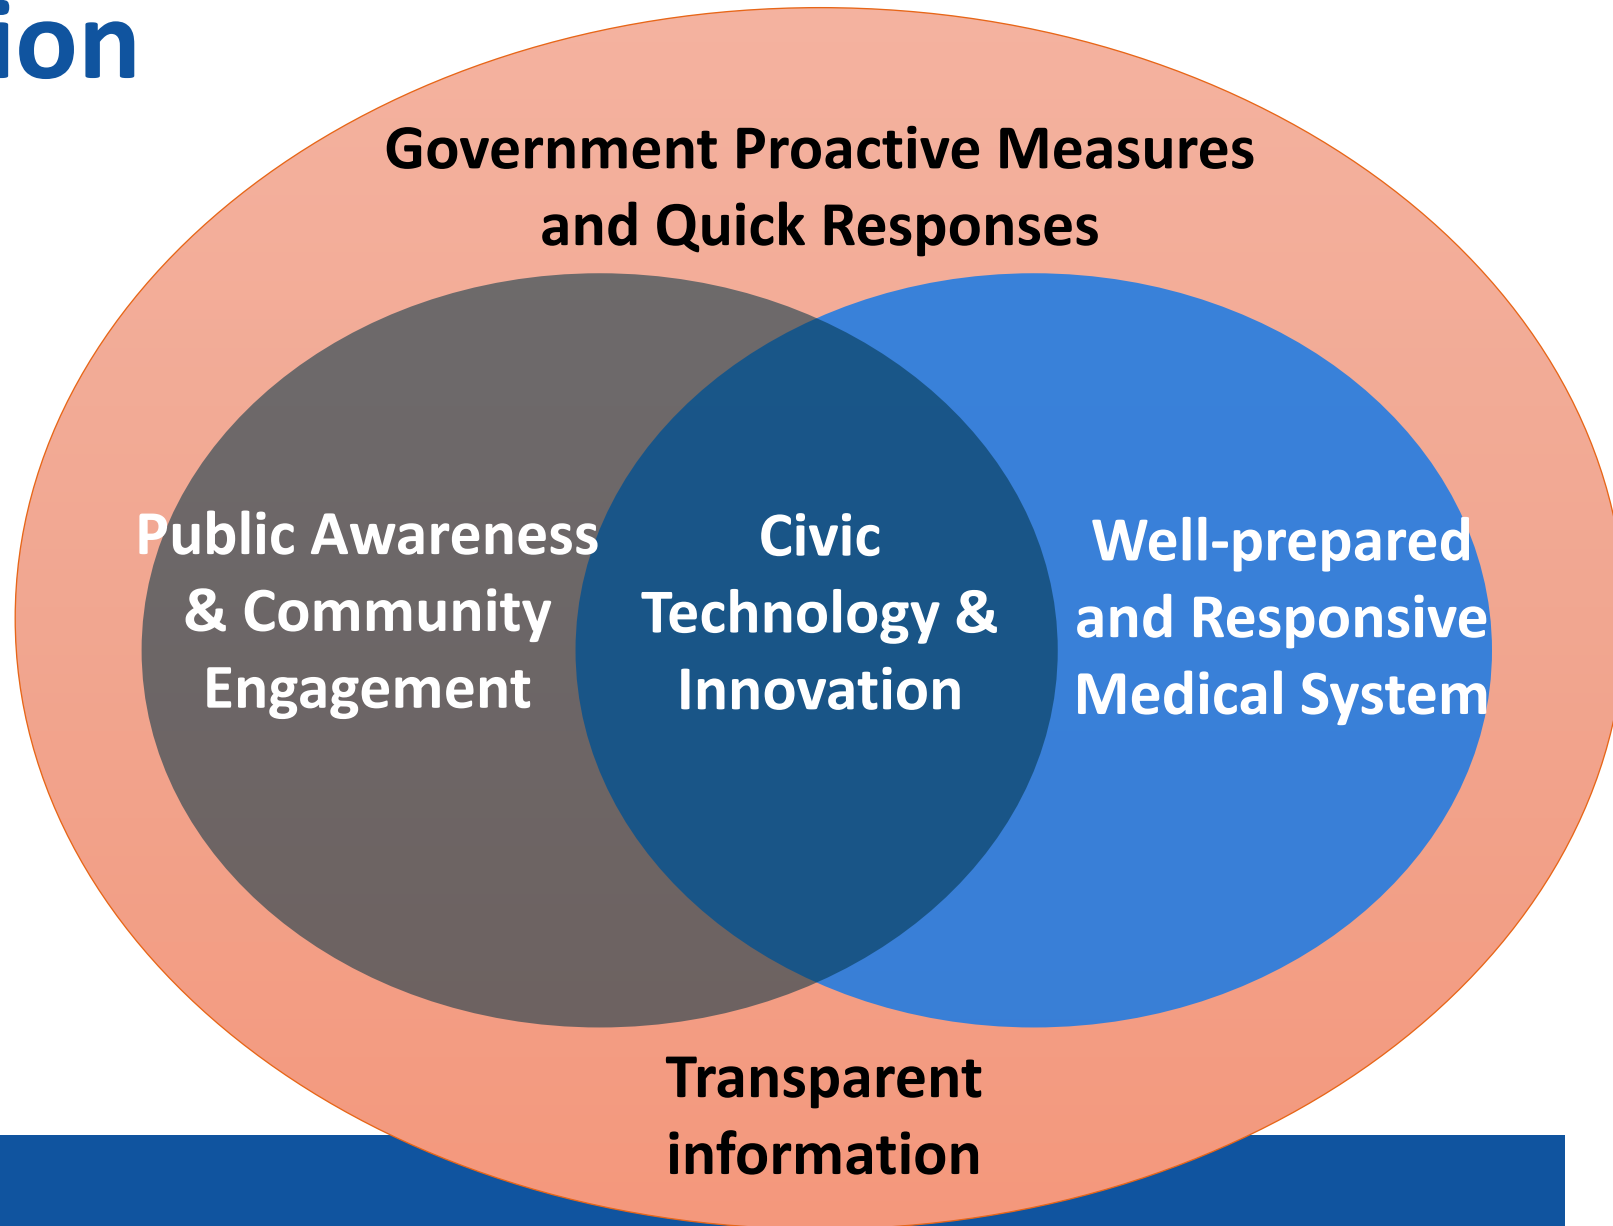 ion
Government Proactive Measures
and Quick Responses
Public Awareness
& Community
Engagement
Civic
Technology &
Innovation
Well-prepared
and Responsive
Medical System
Transparent
information